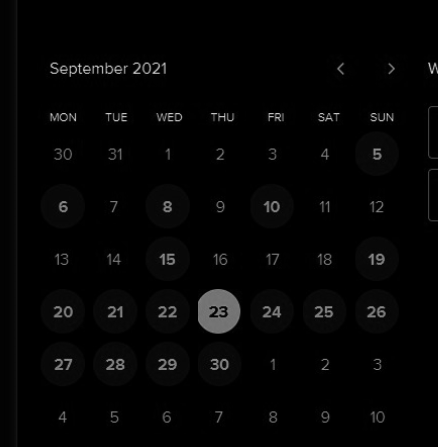 September 2021 < > W
MON TUE WED THU FRI SAT SUN
30 31 1 2 3 4 5
6 7 8 9 10 11 12
13 14 15 16 17 18 19
20 21 22 23 24 25 26
27 28 29 30 1 2 3
4 5 6 7 8 9 10